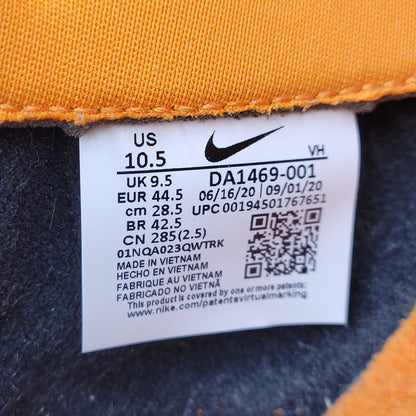 US
10.5
VH
UK 9.5
DA1469-001
EUR 44.5
06/16/20 09/01/20
cm 28.5
UPC 00194501767651
BR 42.5
CN 285(2.5)
01NQA023QWTRK
MADE IN VIETNAM
HECHO EN VIETNAM
FABRIQUÉ AU VIETNAM
FABRICADO NO VIETNÃ
This product is covered by one or more patents:
www.nike.com/patentsvirtualmarking